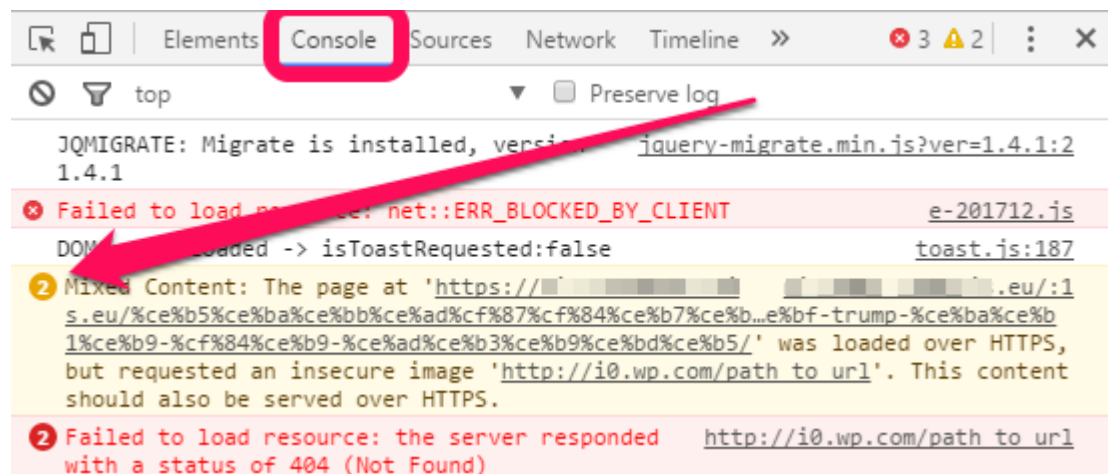 Elements Console Sources Network Timeline » 3 2
top ▼ Preserve log
JQMIGRATE: Migrate is installed, version jquery-migrate.min.js?ver=1.4.1:2
1.4.1
Failed to load resource: net::ERR_BLOCKED_BY_CLIENT e-201712.js
loaded -> isToastRequested:false toast.js:187
2 Mixed Content: The page at 'https:// .eu/:1
s.eu/%ce%b5%ce%ba%ce%bb%ce%ad%cf%87%cf%84%ce%b7%ce%b…e%bf-trump-%ce%ba%ce%b
1%ce%b9-%cf%84%ce%b9-%ce%ad%ce%b3%ce%b9%ce%bd%ce%b5/' was loaded over HTTPS,
but requested an insecure image 'http://i0.wp.com/path to url'. This content
should also be served over HTTPS.
2 Failed to load resource: the server responded http://i0.wp.com/path to url
with a status of 404 (Not Found)